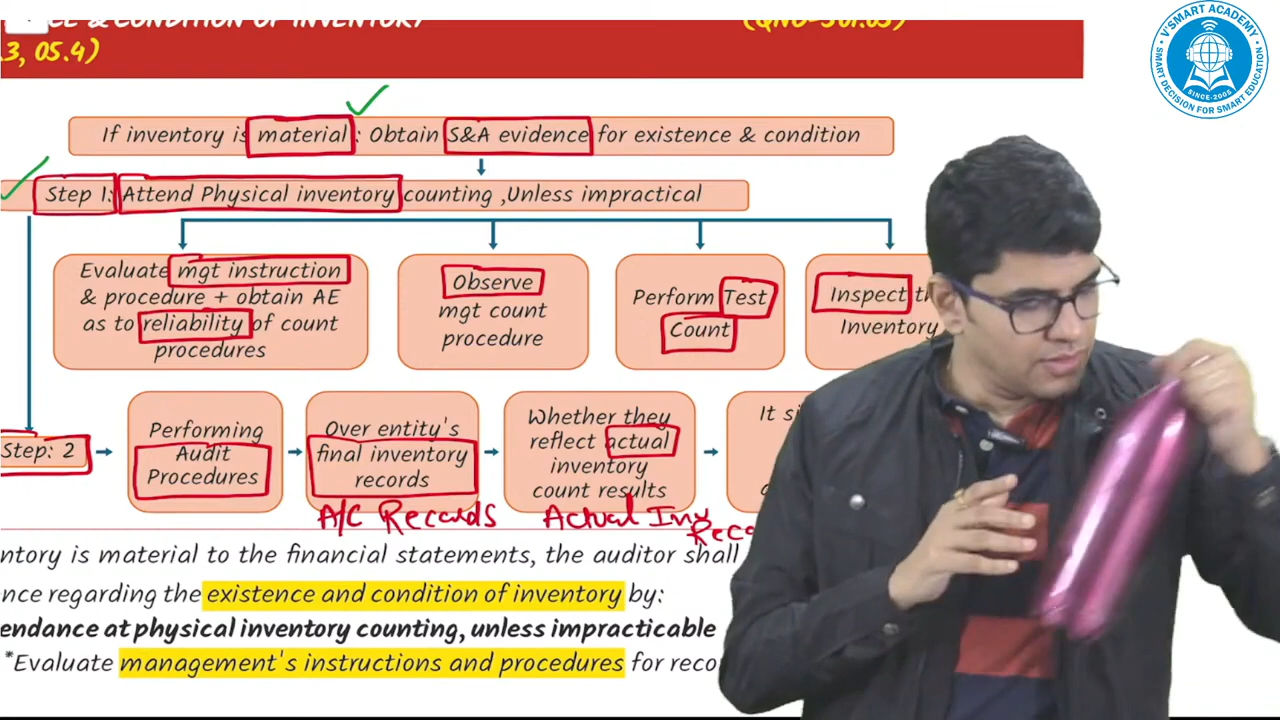 & CONDITION OF INVENTORY
.3, 05.4)
V'SMART ACADEMY
SMART DECISION FOR SMART EDUCATION
SINCE-2005
If inventory is material : Obtain S&A evidence for existence & condition
Step 1: Attend Physical inventory counting ,Unless impractical
Evaluate mgt instruction
& procedure + obtain AE
as to reliability of count
procedures
Observe
mgt count
procedure
Perform Test
Count
Inspect
Inventory
Step: 2
Performing
Audit
Procedures
Over entity's
final inventory
records
Whether they
reflect actual
inventory
count results
It
A/C Records
Actual Inv
ntory is material to the financial statements, the auditor shall
nce regarding the existence and condition of inventory by:
endance at physical inventory counting, unless impracticable
*Evaluate management's instructions and procedures for